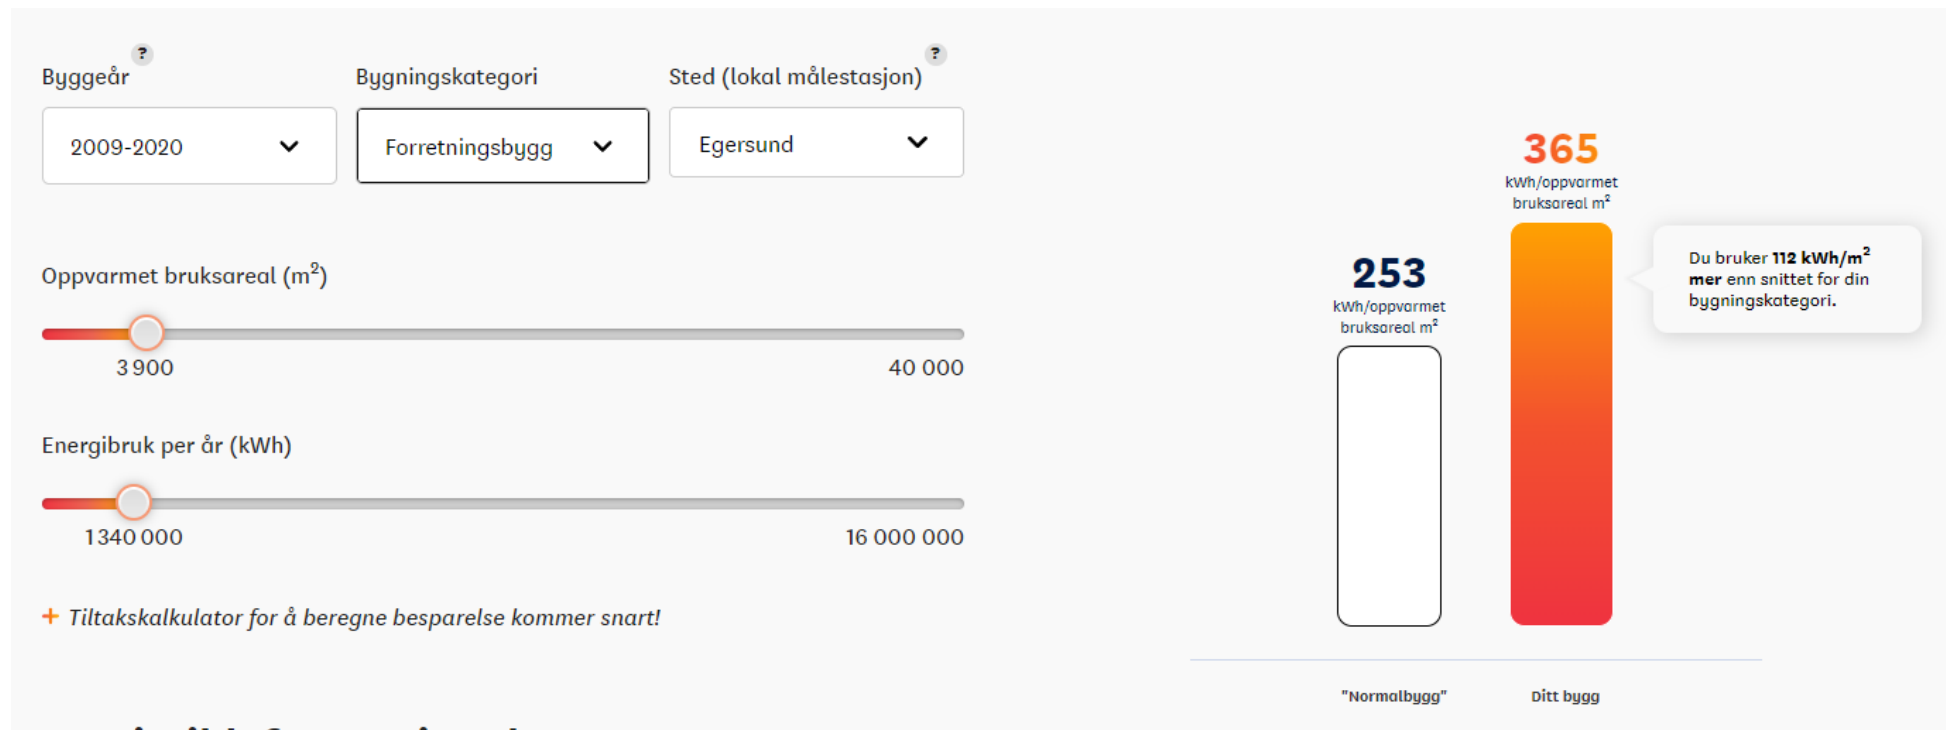 Byggeår ?
Bygningskategori
Sted (lokal målestasjon) ?
2009-2020
Forretningsbygg
Egersund
Oppvarmet bruksareal (m²)
3 900
40 000
Energibruk per år (kWh)
1 340 000
16 000 000
+ Tiltakskalkulator for å beregne besparelse kommer snart!
253
kWh/oppvarmet
bruksareal m²
365
kWh/oppvarmet
bruksareal m²
Du bruker 112 kWh/m²
mer enn snittet for din
bygningskategori.
"Normalbygg"
Ditt bygg